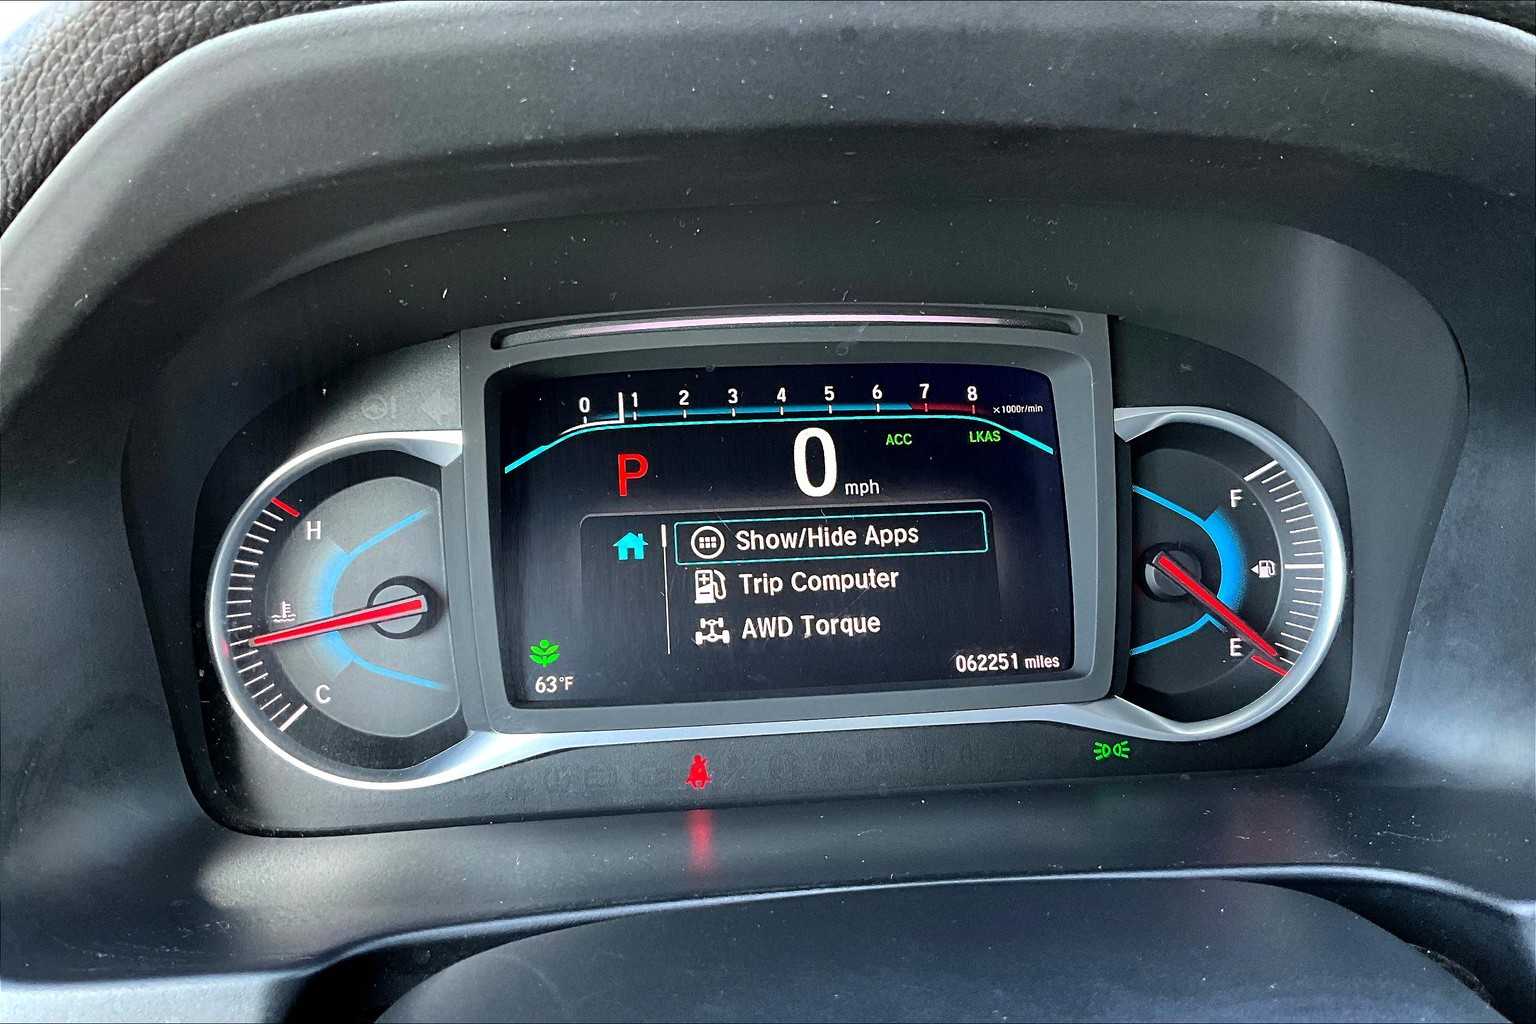 0 1 2 3 4 5 6 7 8 ×1000r/min
ACC LKAS
P 0 mph
H
C
F
E
Show/Hide Apps
Trip Computer
AWD Torque
062251 miles
63°F